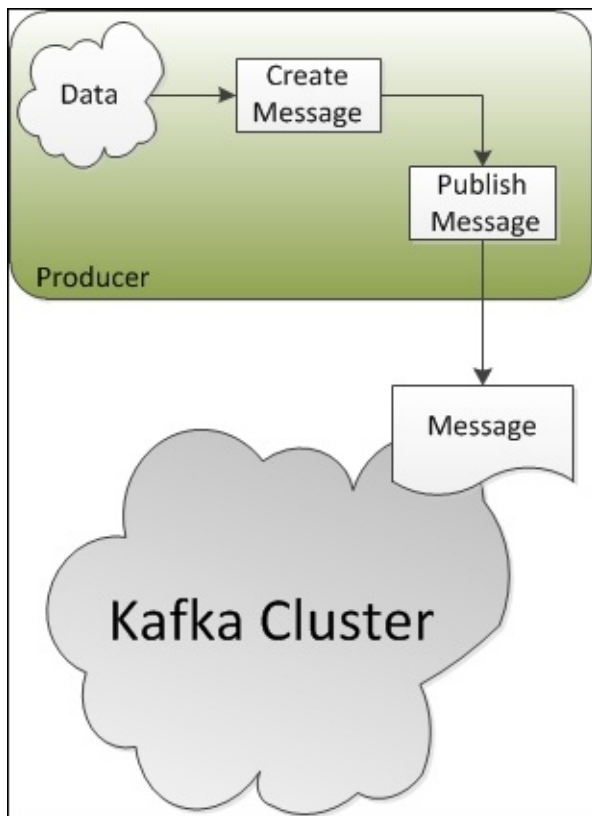 Data
Create
Message
Publish
Message
Producer
Message
Kafka Cluster